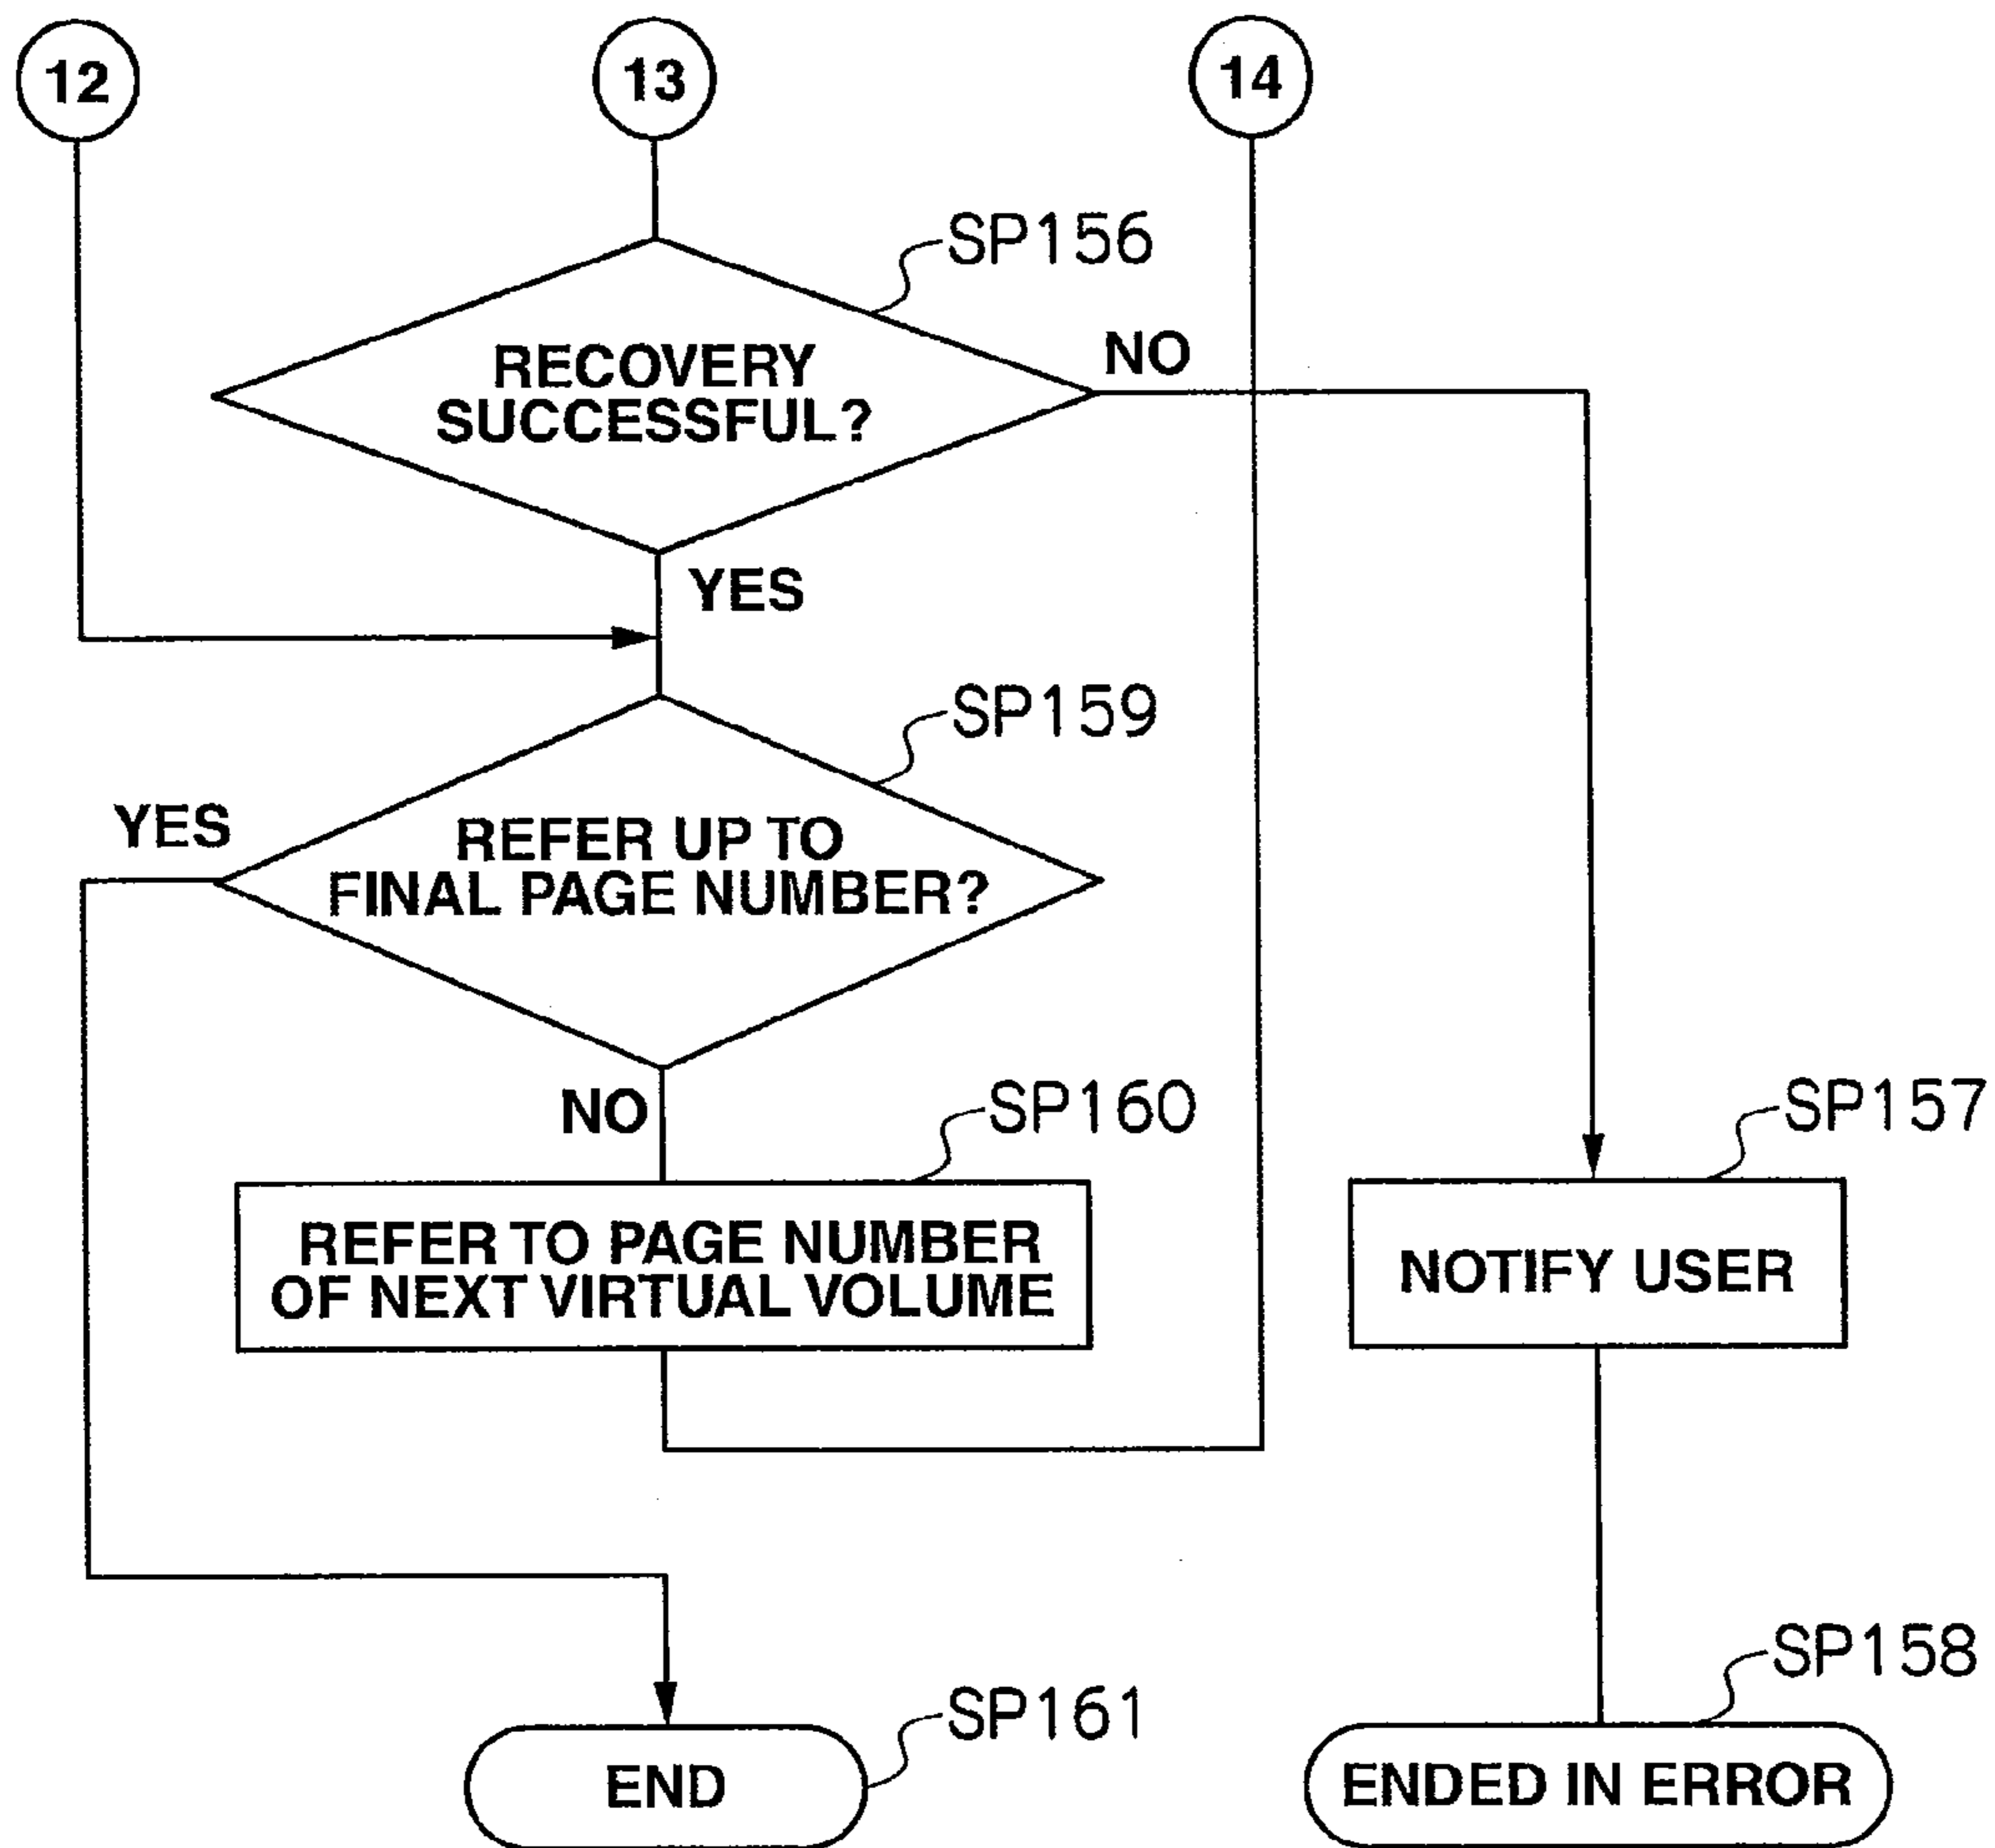 12
13
14
SP156
RECOVERY
SUCCESSFUL?
NO
YES
SP159
YES
REFER UP TO
FINAL PAGE NUMBER?
NO
SP160
SP157
REFER TO PAGE NUMBER
OF NEXT VIRTUAL VOLUME
NOTIFY USER
SP158
SP161
END
ENDED IN ERROR